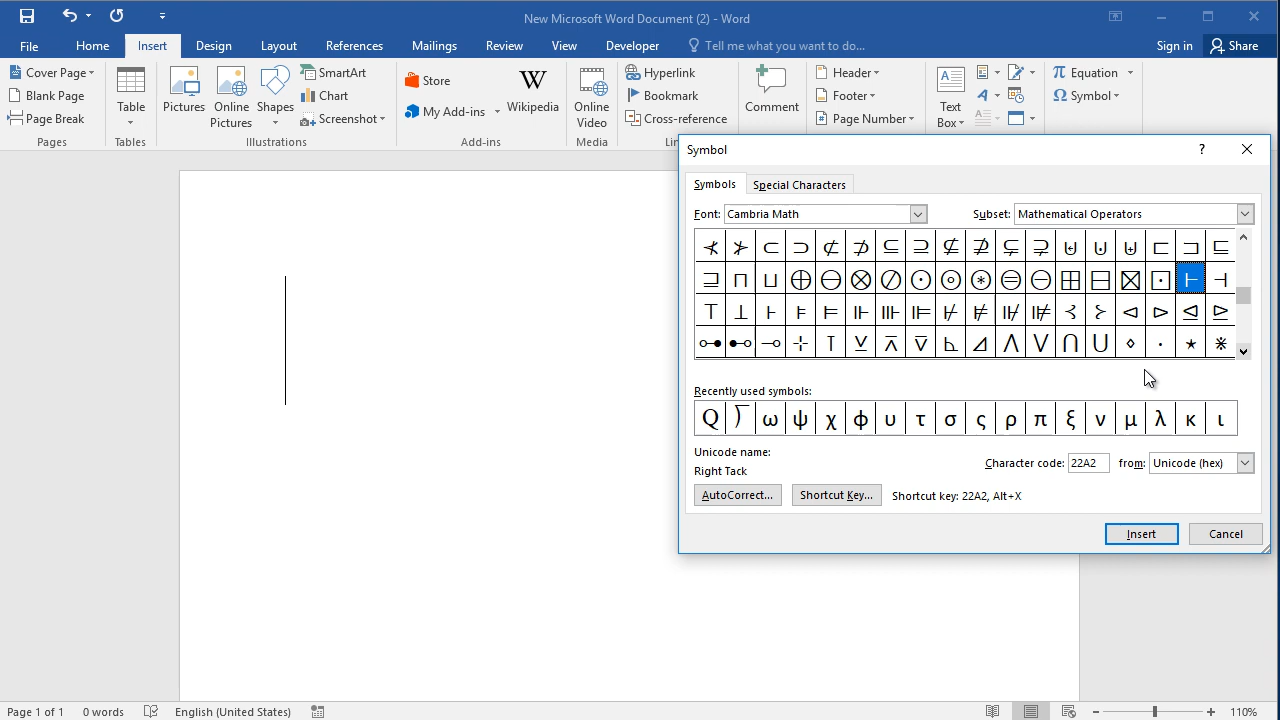 New Microsoft Word Document (2) - Word
File Home Insert Design Layout References Mailings Review View Developer Tell me what you want to do... Sign in Share
Cover Page
Blank Page
Page Break
Pages
Table
Tables
Pictures
Online Pictures
Shapes
SmartArt
Chart
Screenshot
Illustrations
Store
My Add-ins
W
Wikipedia
Add-ins
Online Video
Media
Hyperlink
Bookmark
Cross-reference
Lin
Comment
Header
Footer
Page Number
Text Box
π Equation
Ω Symbol
Symbol ?
Symbols Special Characters
Font: Cambria Math Subset: Mathematical Operators
⊀ ⊁ ⊂ ⊃ ⊄ ⊅ ⊆ ⊇ ⊈ ⊉ ⊊ ⊋ ⊌ ⊍ ⊎ ⊏ ⊐ ⊑
⊒ ⊓ ⊔ ⊕ ⊖ ⊗ ⊘ ⊙ ⊚ ⊛ ⊜ ⊝ ⊞ ⊟ ⊠ ⊡ ⊢ ⊣
⊤ ⊥ ⊦ ⊧ ⊨ ⊩ ⊪ ⊫ ⊬ ⊭ ⊮ ⊯ ⊰ ⊱ ⊲ ⊳ ⊴ ⊵
⊶ ⊷ ⊸ ⊹ ⊺ ⊻ ⊼ ⊽ ⊾ ⊿ ⋀ ⋁ ⋂ ⋃ ⋄ ⋅ ⋆ ⋇
Recently used symbols:
Q ⟌ ω ψ χ φ υ τ σ ς ρ π ξ ν μ λ κ ι
Unicode name:
Right Tack
Character code: 22A2 from: Unicode (hex)
AutoCorrect... Shortcut Key... Shortcut key: 22A2, Alt+X
Insert Cancel
Page 1 of 1 0 words English (United States) 110%